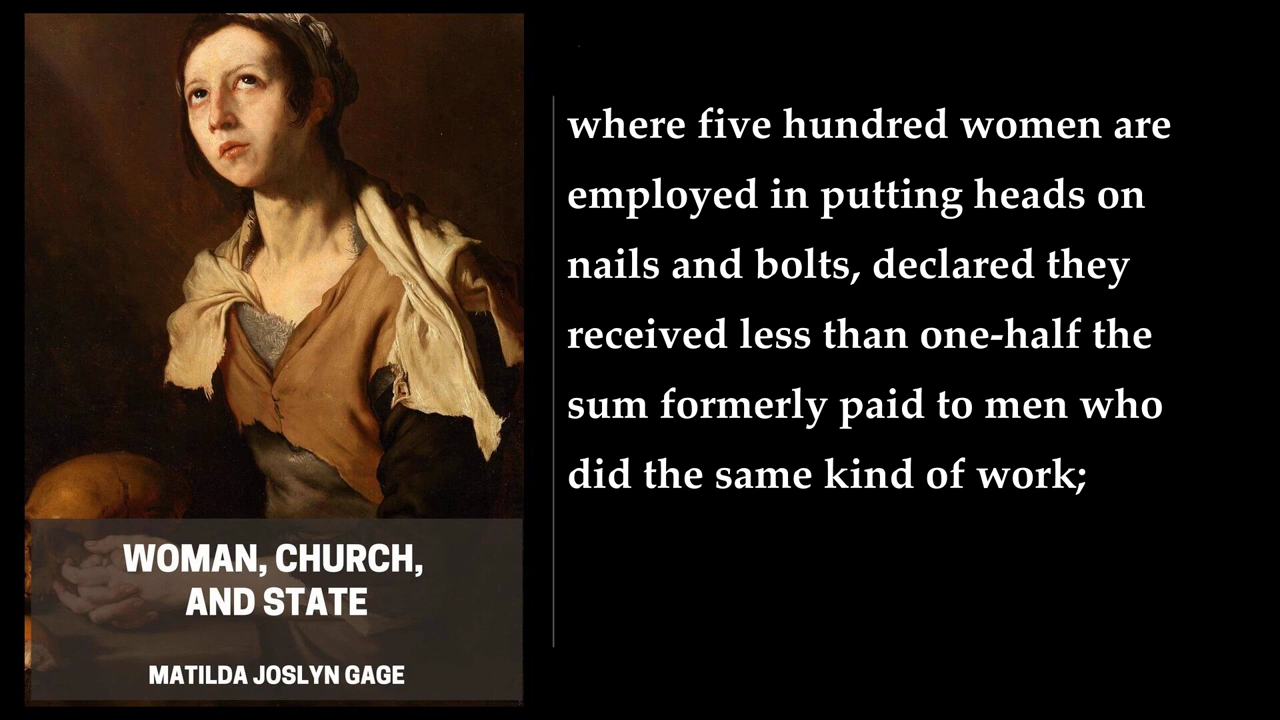 where five hundred women are
employed in putting heads on
nails and bolts, declared they
received less than one-half the
sum formerly paid to men who
did the same kind of work;
WOMAN, CHURCH,
AND STATE
MATILDA JOSLYN GAGE